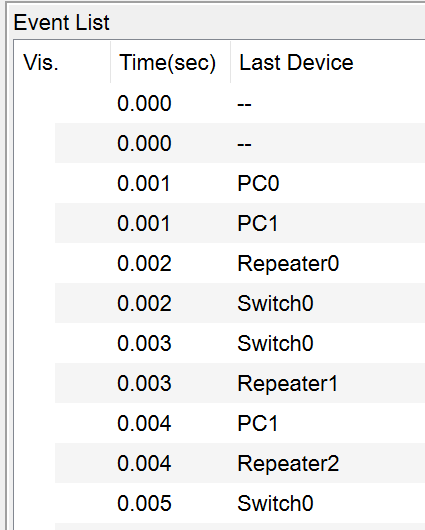 Event List
Vis. Time(sec) Last Device
0.000 --
0.000 --
0.001 PC0
0.001 PC1
0.002 Repeater0
0.002 Switch0
0.003 Switch0
0.003 Repeater1
0.004 PC1
0.004 Repeater2
0.005 Switch0